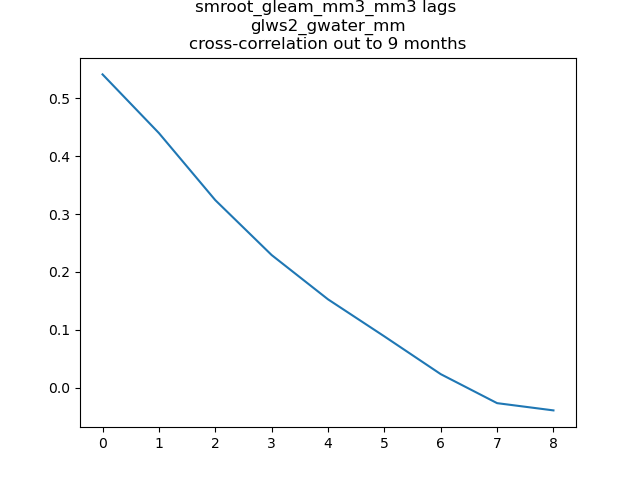 smroot_gleam_mm3_mm3 lags
glws2_gwater_mm
cross-correlation out to 9 months
0.5
0.4
0.3
0.2
0.1
0.0
0 1 2 3 4 5 6 7 8